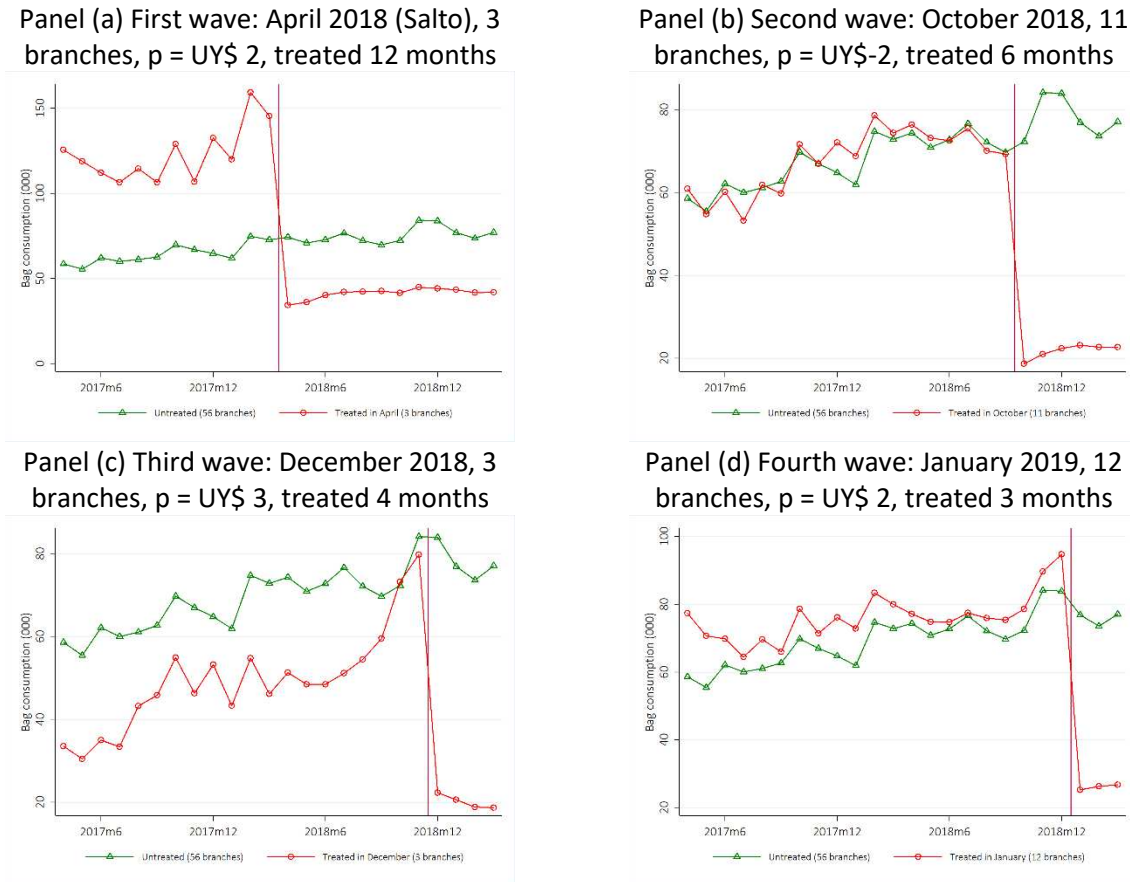 Panel (a) First wave: April 2018 (Salto), 3
branches, p = UY$ 2, treated 12 months
Bag consumption (000)
150
100
50
0
2017m6
2017m12
2018m6
2018m12
Untreated (56 branches)
Treated in April (3 branches)
Panel (b) Second wave: October 2018, 11
branches, p = UY$-2, treated 6 months
Bag consumption (000)
80
60
40
20
2017m6
2017m12
2018m6
2018m12
Untreated (56 branches)
Treated in October (11 branches)
Panel (c) Third wave: December 2018, 3
branches, p = UY$ 3, treated 4 months
Bag consumption (000)
80
60
40
20
2017m6
2017m12
2018m6
2018m12
Untreated (56 branches)
Treated in December (3 branches)
Panel (d) Fourth wave: January 2019, 12
branches, p = UY$ 2, treated 3 months
Bag consumption (000)
100
80
60
40
20
2017m6
2017m12
2018m6
2018m12
Untreated (56 branches)
Treated in January (12 branches)